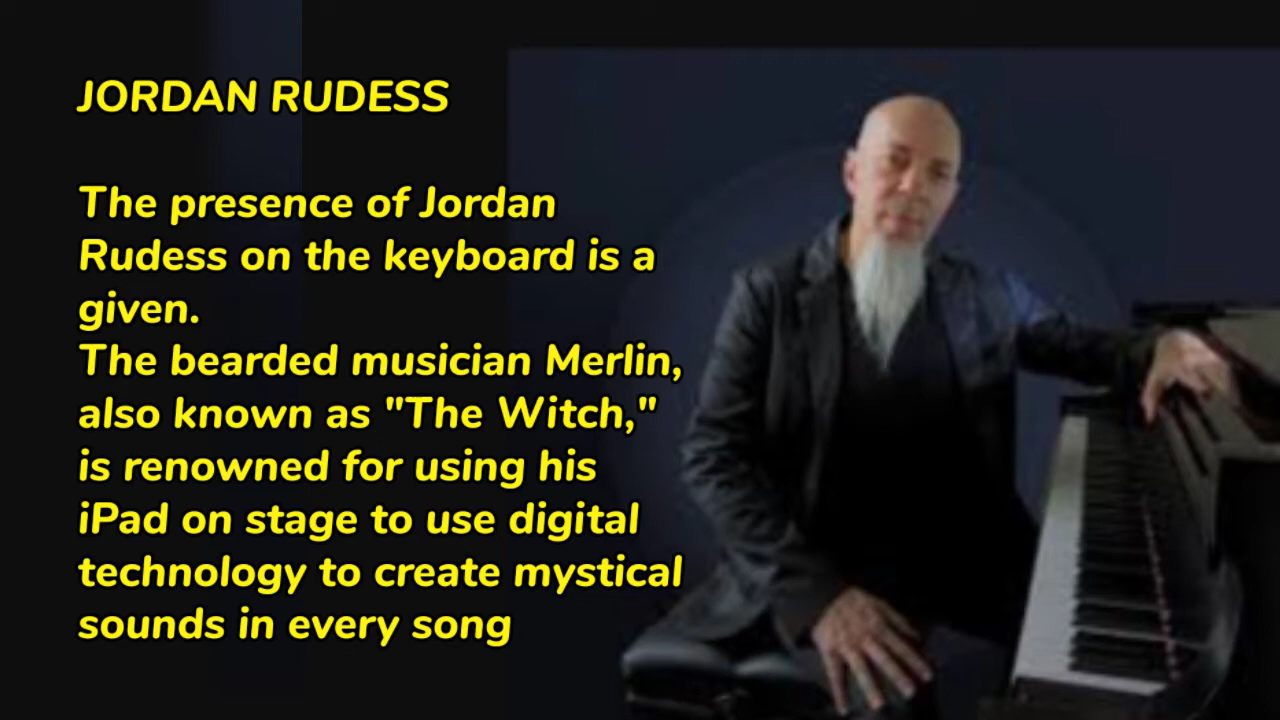 JORDAN RUDESS
The presence of Jordan
Rudess on the keyboard is a
given.
The bearded musician Merlin,
also known as "The Witch,"
is renowned for using his
iPad on stage to use digital
technology to create mystical
sounds in every song